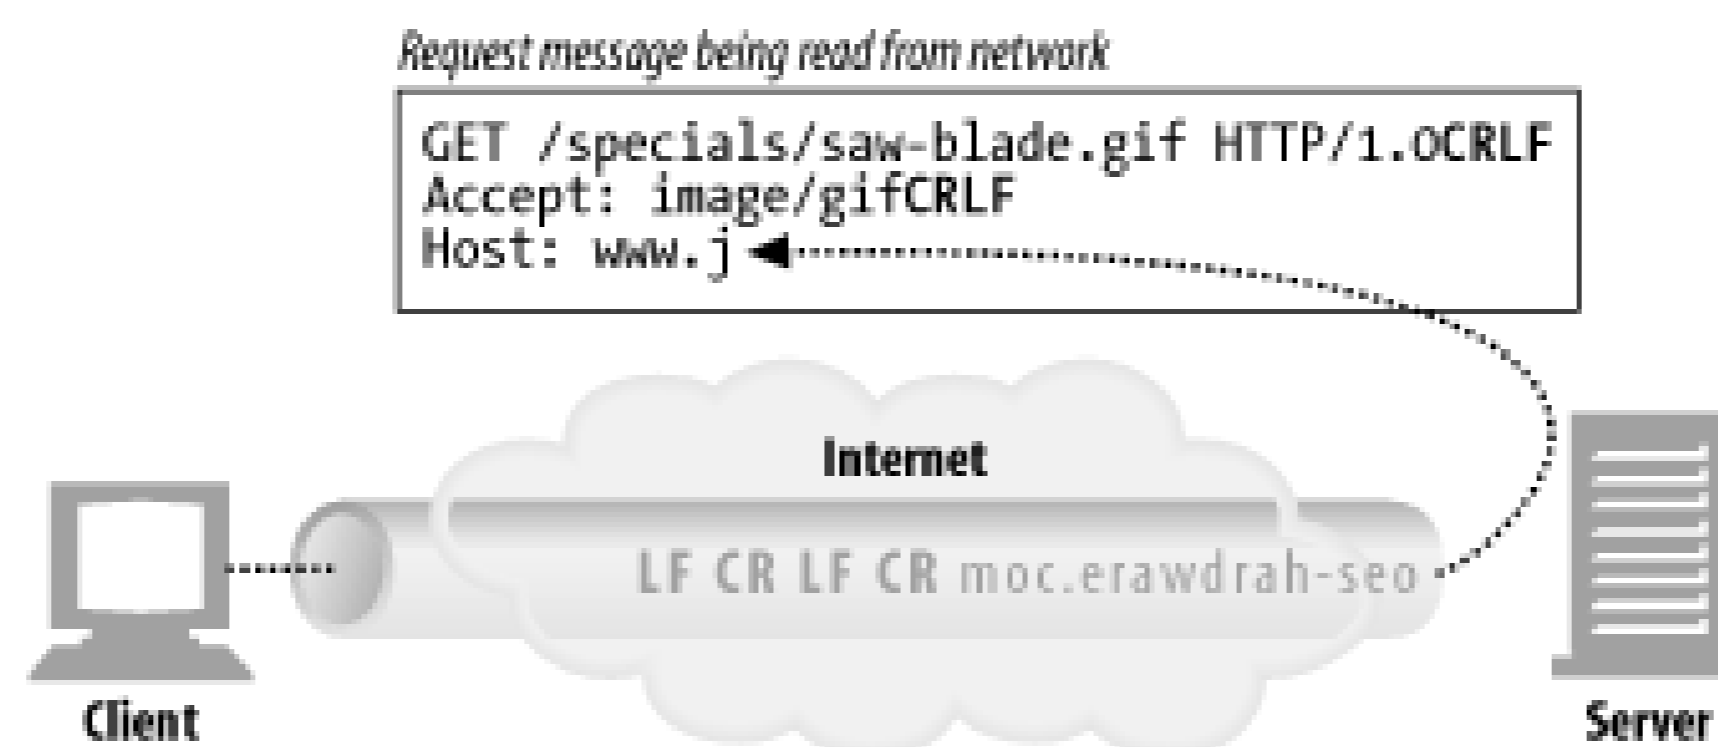 Request message being read from network
GET /specials/saw-blade.gif HTTP/1.0CRLF
Accept: image/gifCRLF
Host: www.j
Internet
LF CR LF CR moc.erawdrah-seo
Client
Server